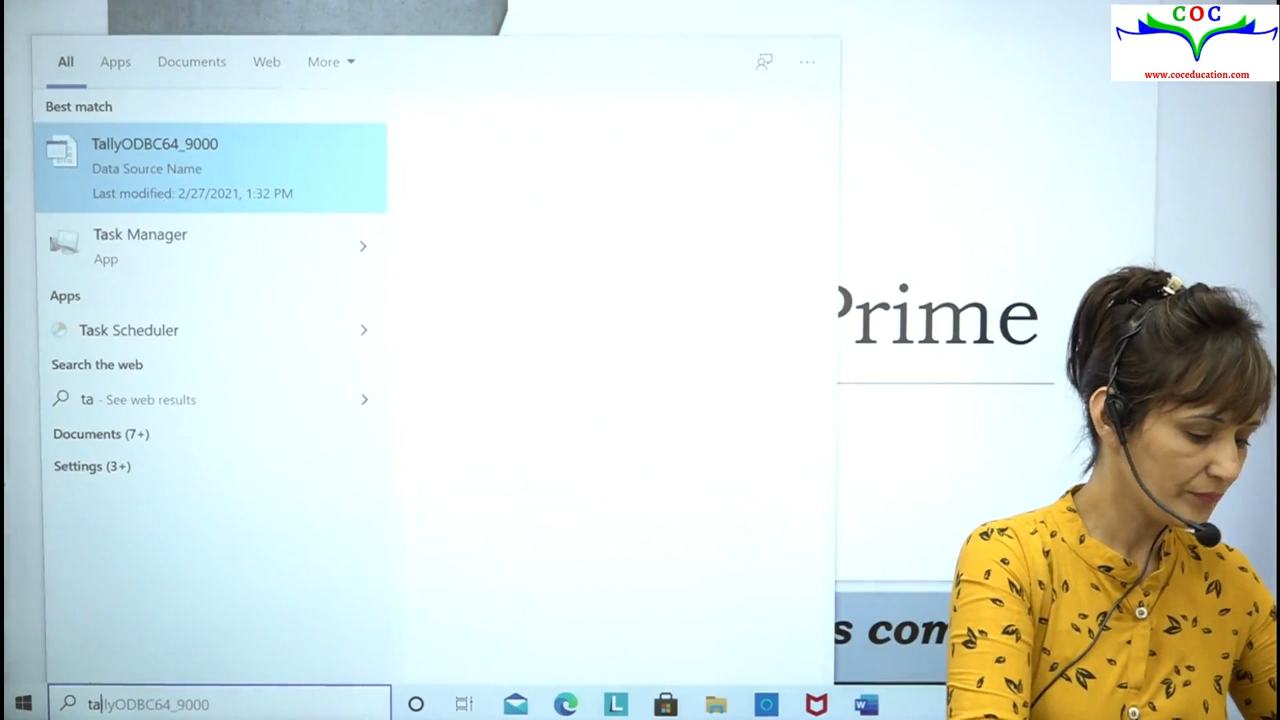 COC
www.coceducation.com
All Apps Documents Web More
Best match
TallyODBC64_9000
Data Source Name
Last modified: 2/27/2021, 1:32 PM
Task Manager
App
Apps
Task Scheduler
Search the web
ta - See web results
Documents (7+)
Settings (3+)
Prime
s com
tallyODBC64_9000